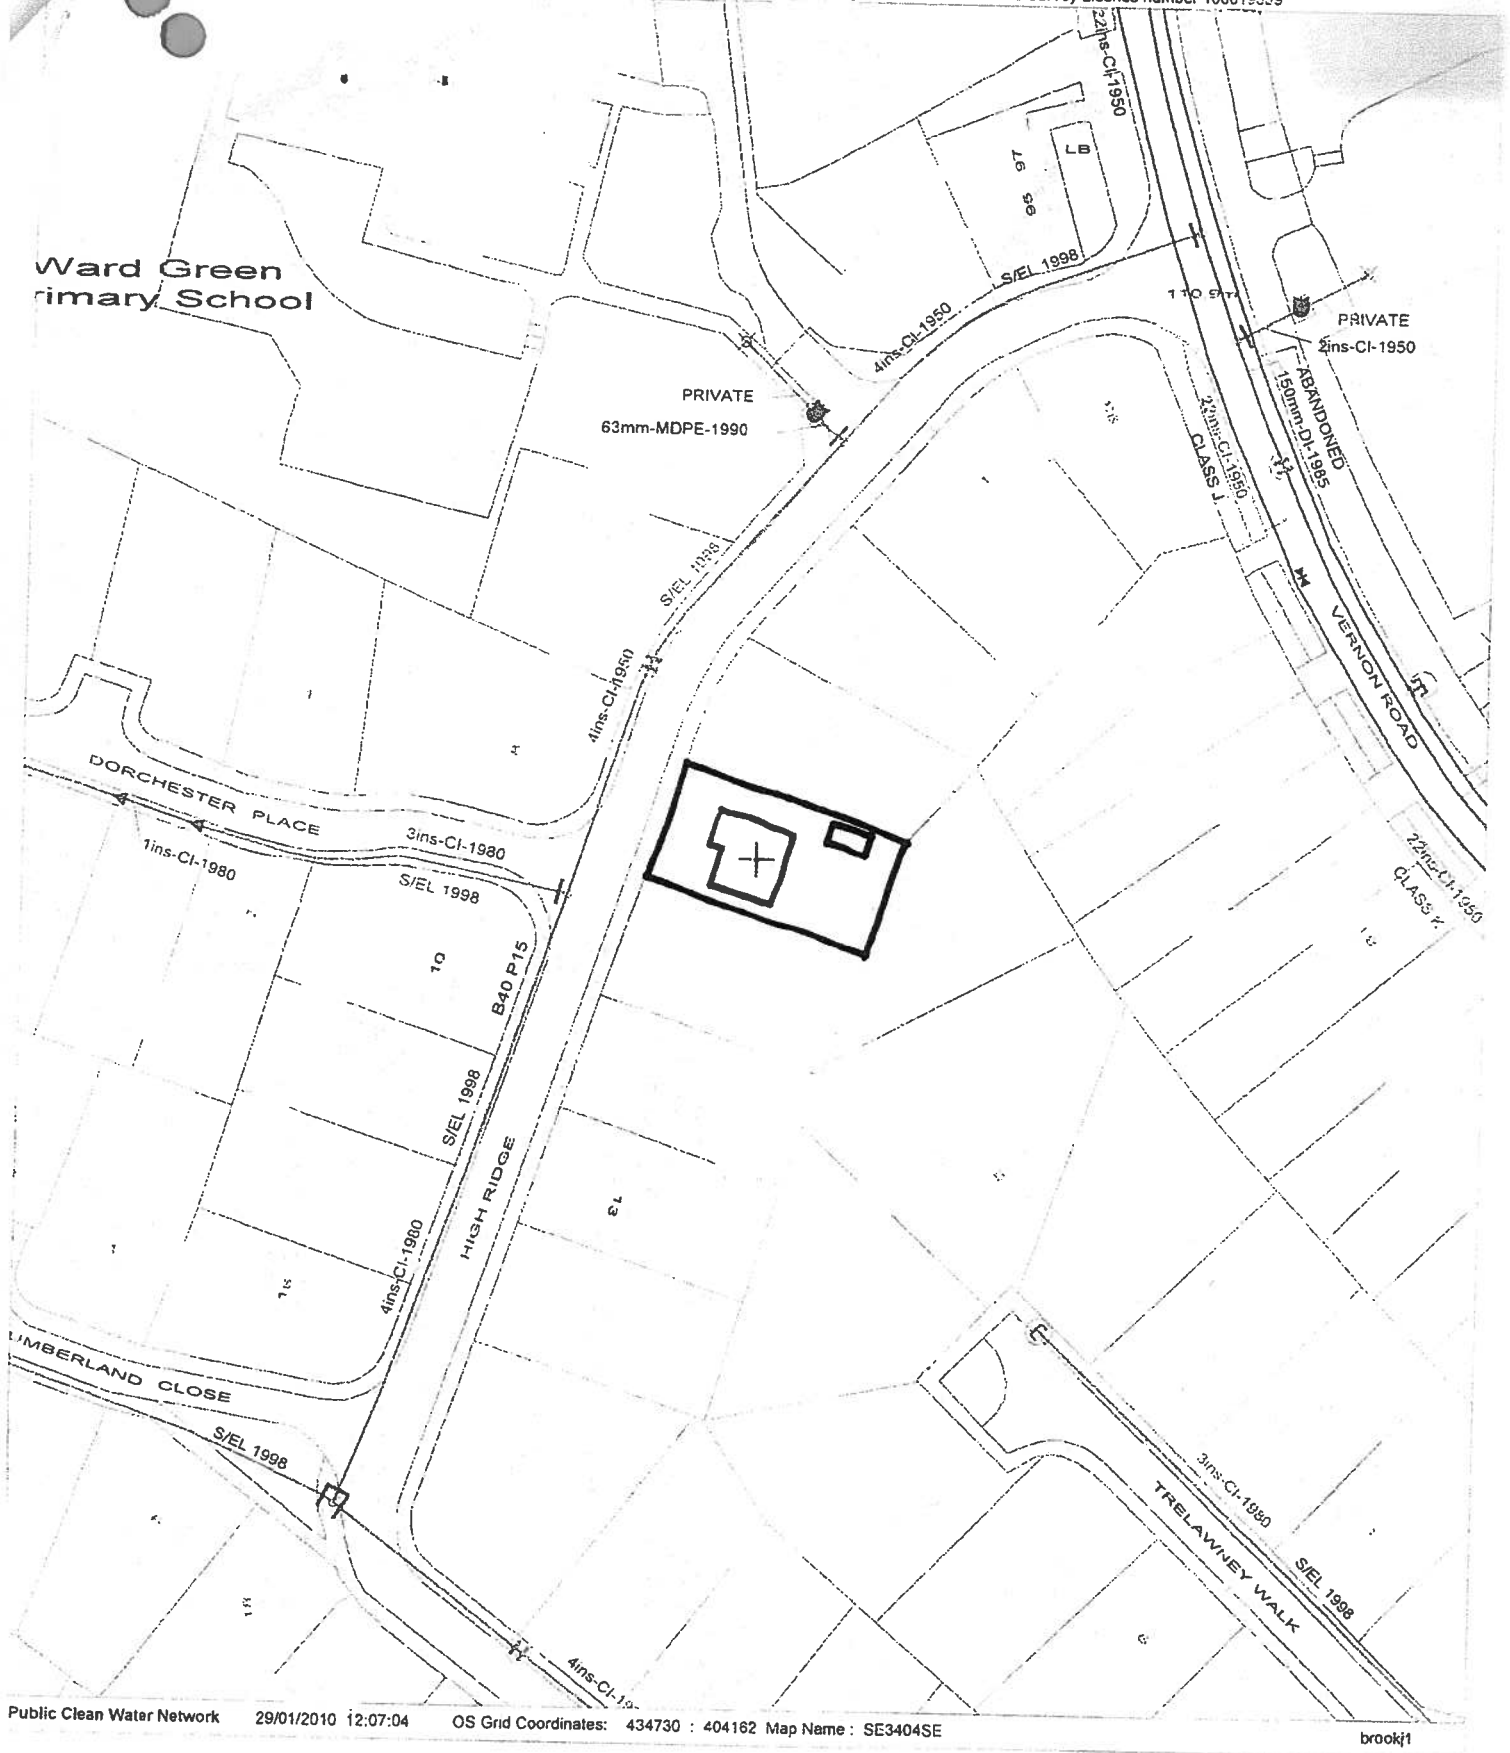 22ins-CI-1950
LB
97
95
Ward Green
rimary School
S/EL 1998
4ins-CI-1950
PRIVATE
2ins-CI-1950
PRIVATE
63mm-MDPE-1990
ABANDONED
150mm-DI-1985
22ins-CI-1950
CLASS J
S/EL 1998
4ins-CI-1950
VERNON ROAD
DORCHESTER PLACE
3ins-CI-1980
1ins-CI-1980
S/EL 1998
22ins-CI-1950
CLASS K
10
B40 P15
S/EL 1998
HIGH RIDGE
13
4ins-CI-1980
UMBERLAND CLOSE
S/EL 1998
3ins-CI-1980
TRELAWNEY WALK
S/EL 1998
4ins-CI-19
Public Clean Water Network 29/01/2010 12:07:04 OS Grid Coordinates: 434730 : 404162 Map Name : SE3404SE
brookj1